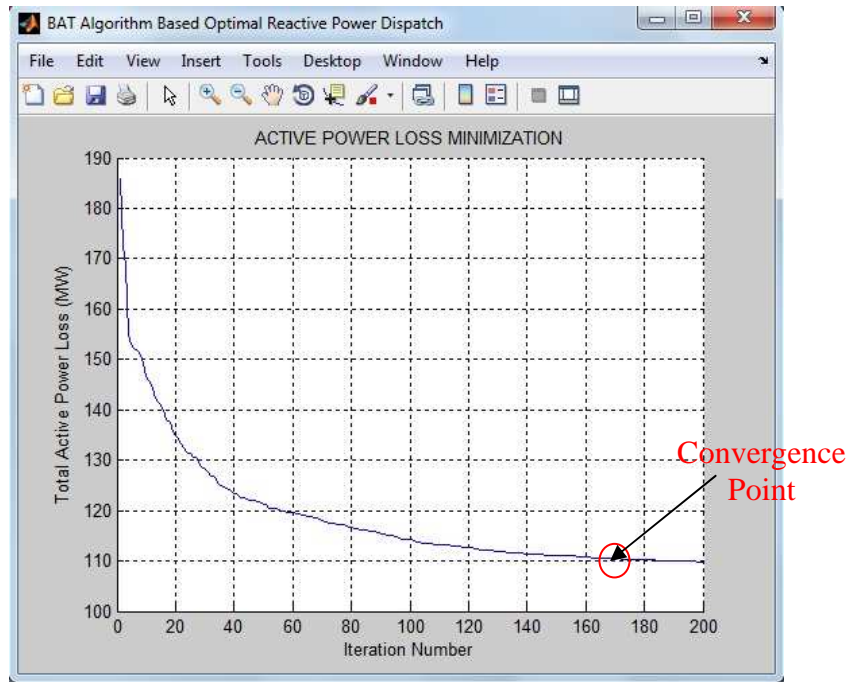 BAT Algorithm Based Optimal Reactive Power Dispatch
File Edit View Insert Tools Desktop Window Help
ACTIVE POWER LOSS MINIMIZATION
190
180
170
160
150
140
130
120
110
100
Total Active Power Loss (MW)
0 20 40 60 80 100 120 140 160 180 200
Iteration Number
Convergence
Point